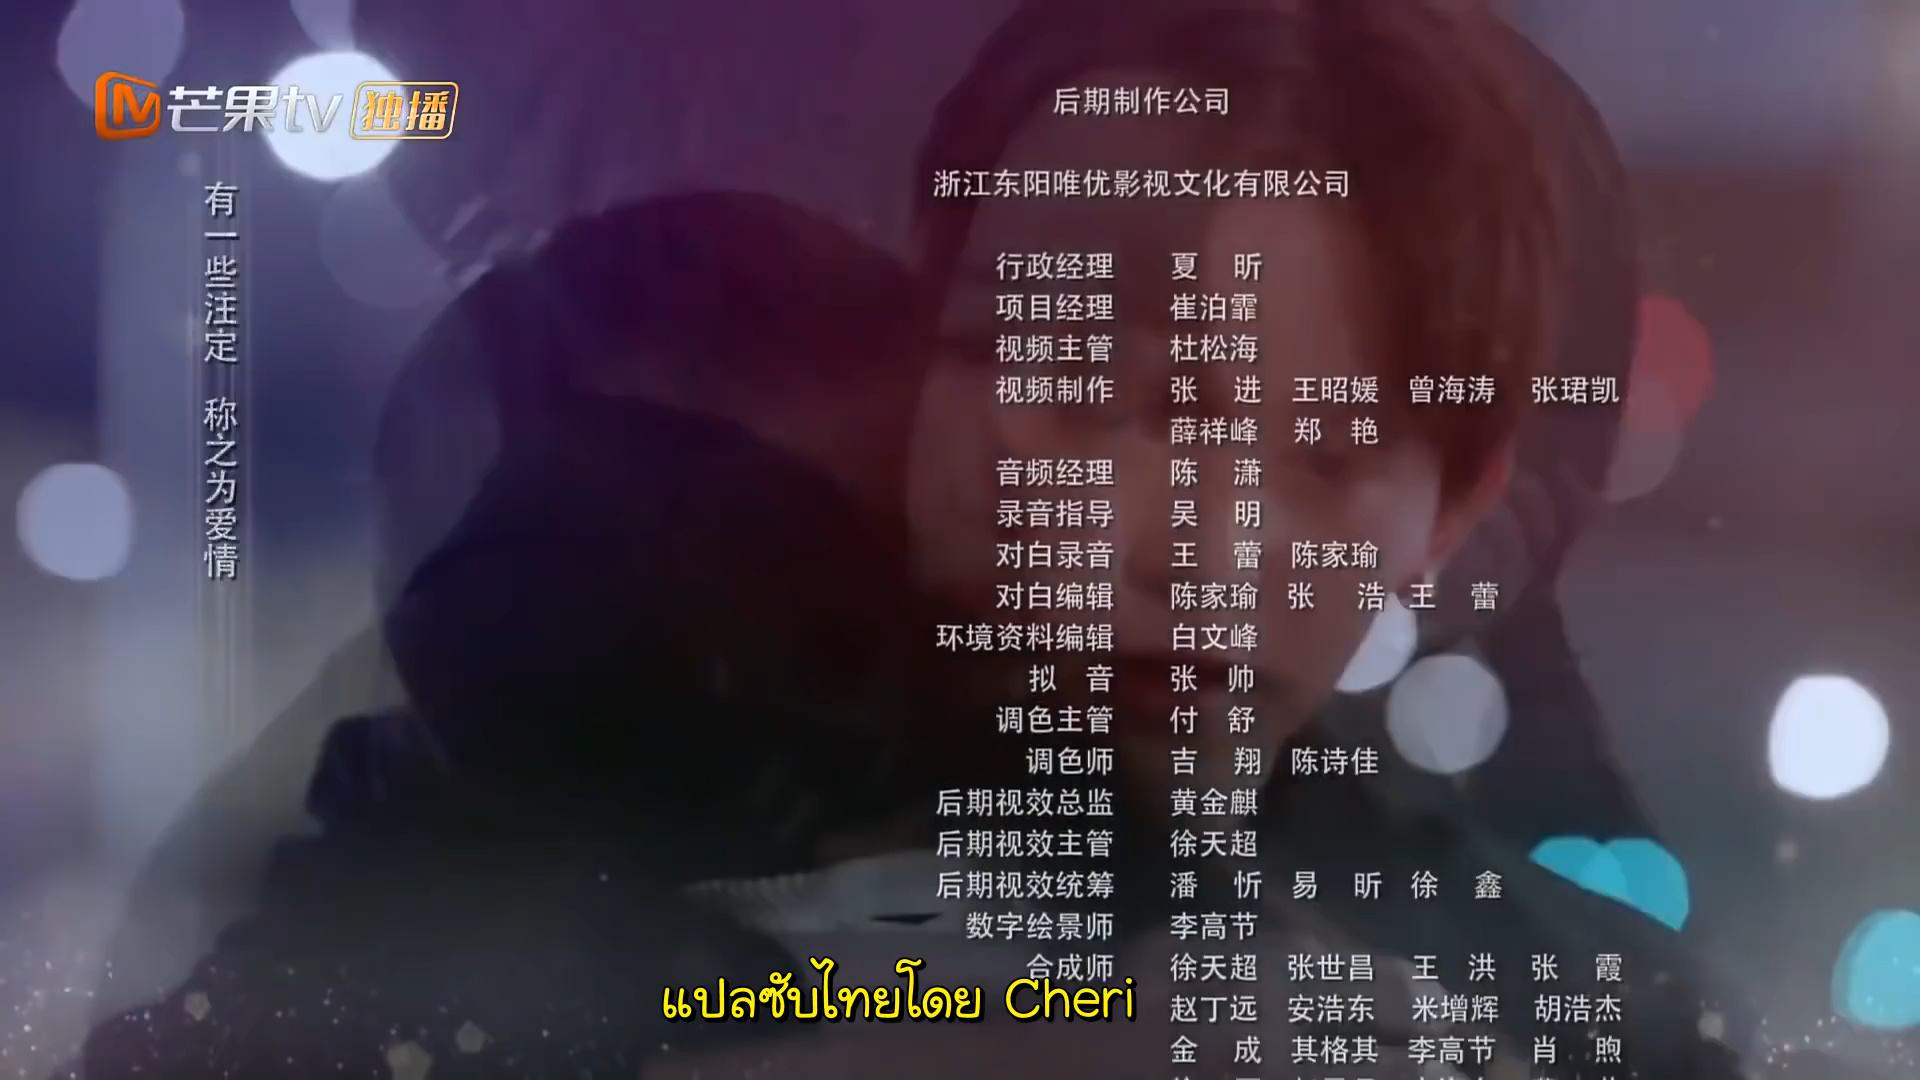 芒果tv 独播
有一些注定 称之为爱情
后期制作公司
浙江东阳唯优影视文化有限公司
行政经理 夏 昕
项目经理 崔泊霏
视频主管 杜松海
视频制作 张 进 王昭媛 曾海涛 张珺凯
薛祥峰 郑 艳
音频经理 陈 潇
录音指导 吴 明
对白录音 王 蕾 陈家瑜
对白编辑 陈家瑜 张 浩 王 蕾
环境资料编辑 白文峰
拟 音 张 帅
调色主管 付 舒
调色师 吉 翔 陈诗佳
后期视效总监 黄金麒
后期视效主管 徐天超
后期视效统筹 潘 忻 易 昕 徐 鑫
数字绘景师 李高节
合成师 徐天超 张世昌 王 洪 张 霞
赵丁远 安浩东 米增辉 胡浩杰
金 成 其格其 李高节 肖 煦
แปลซับไทยโดย Cheri